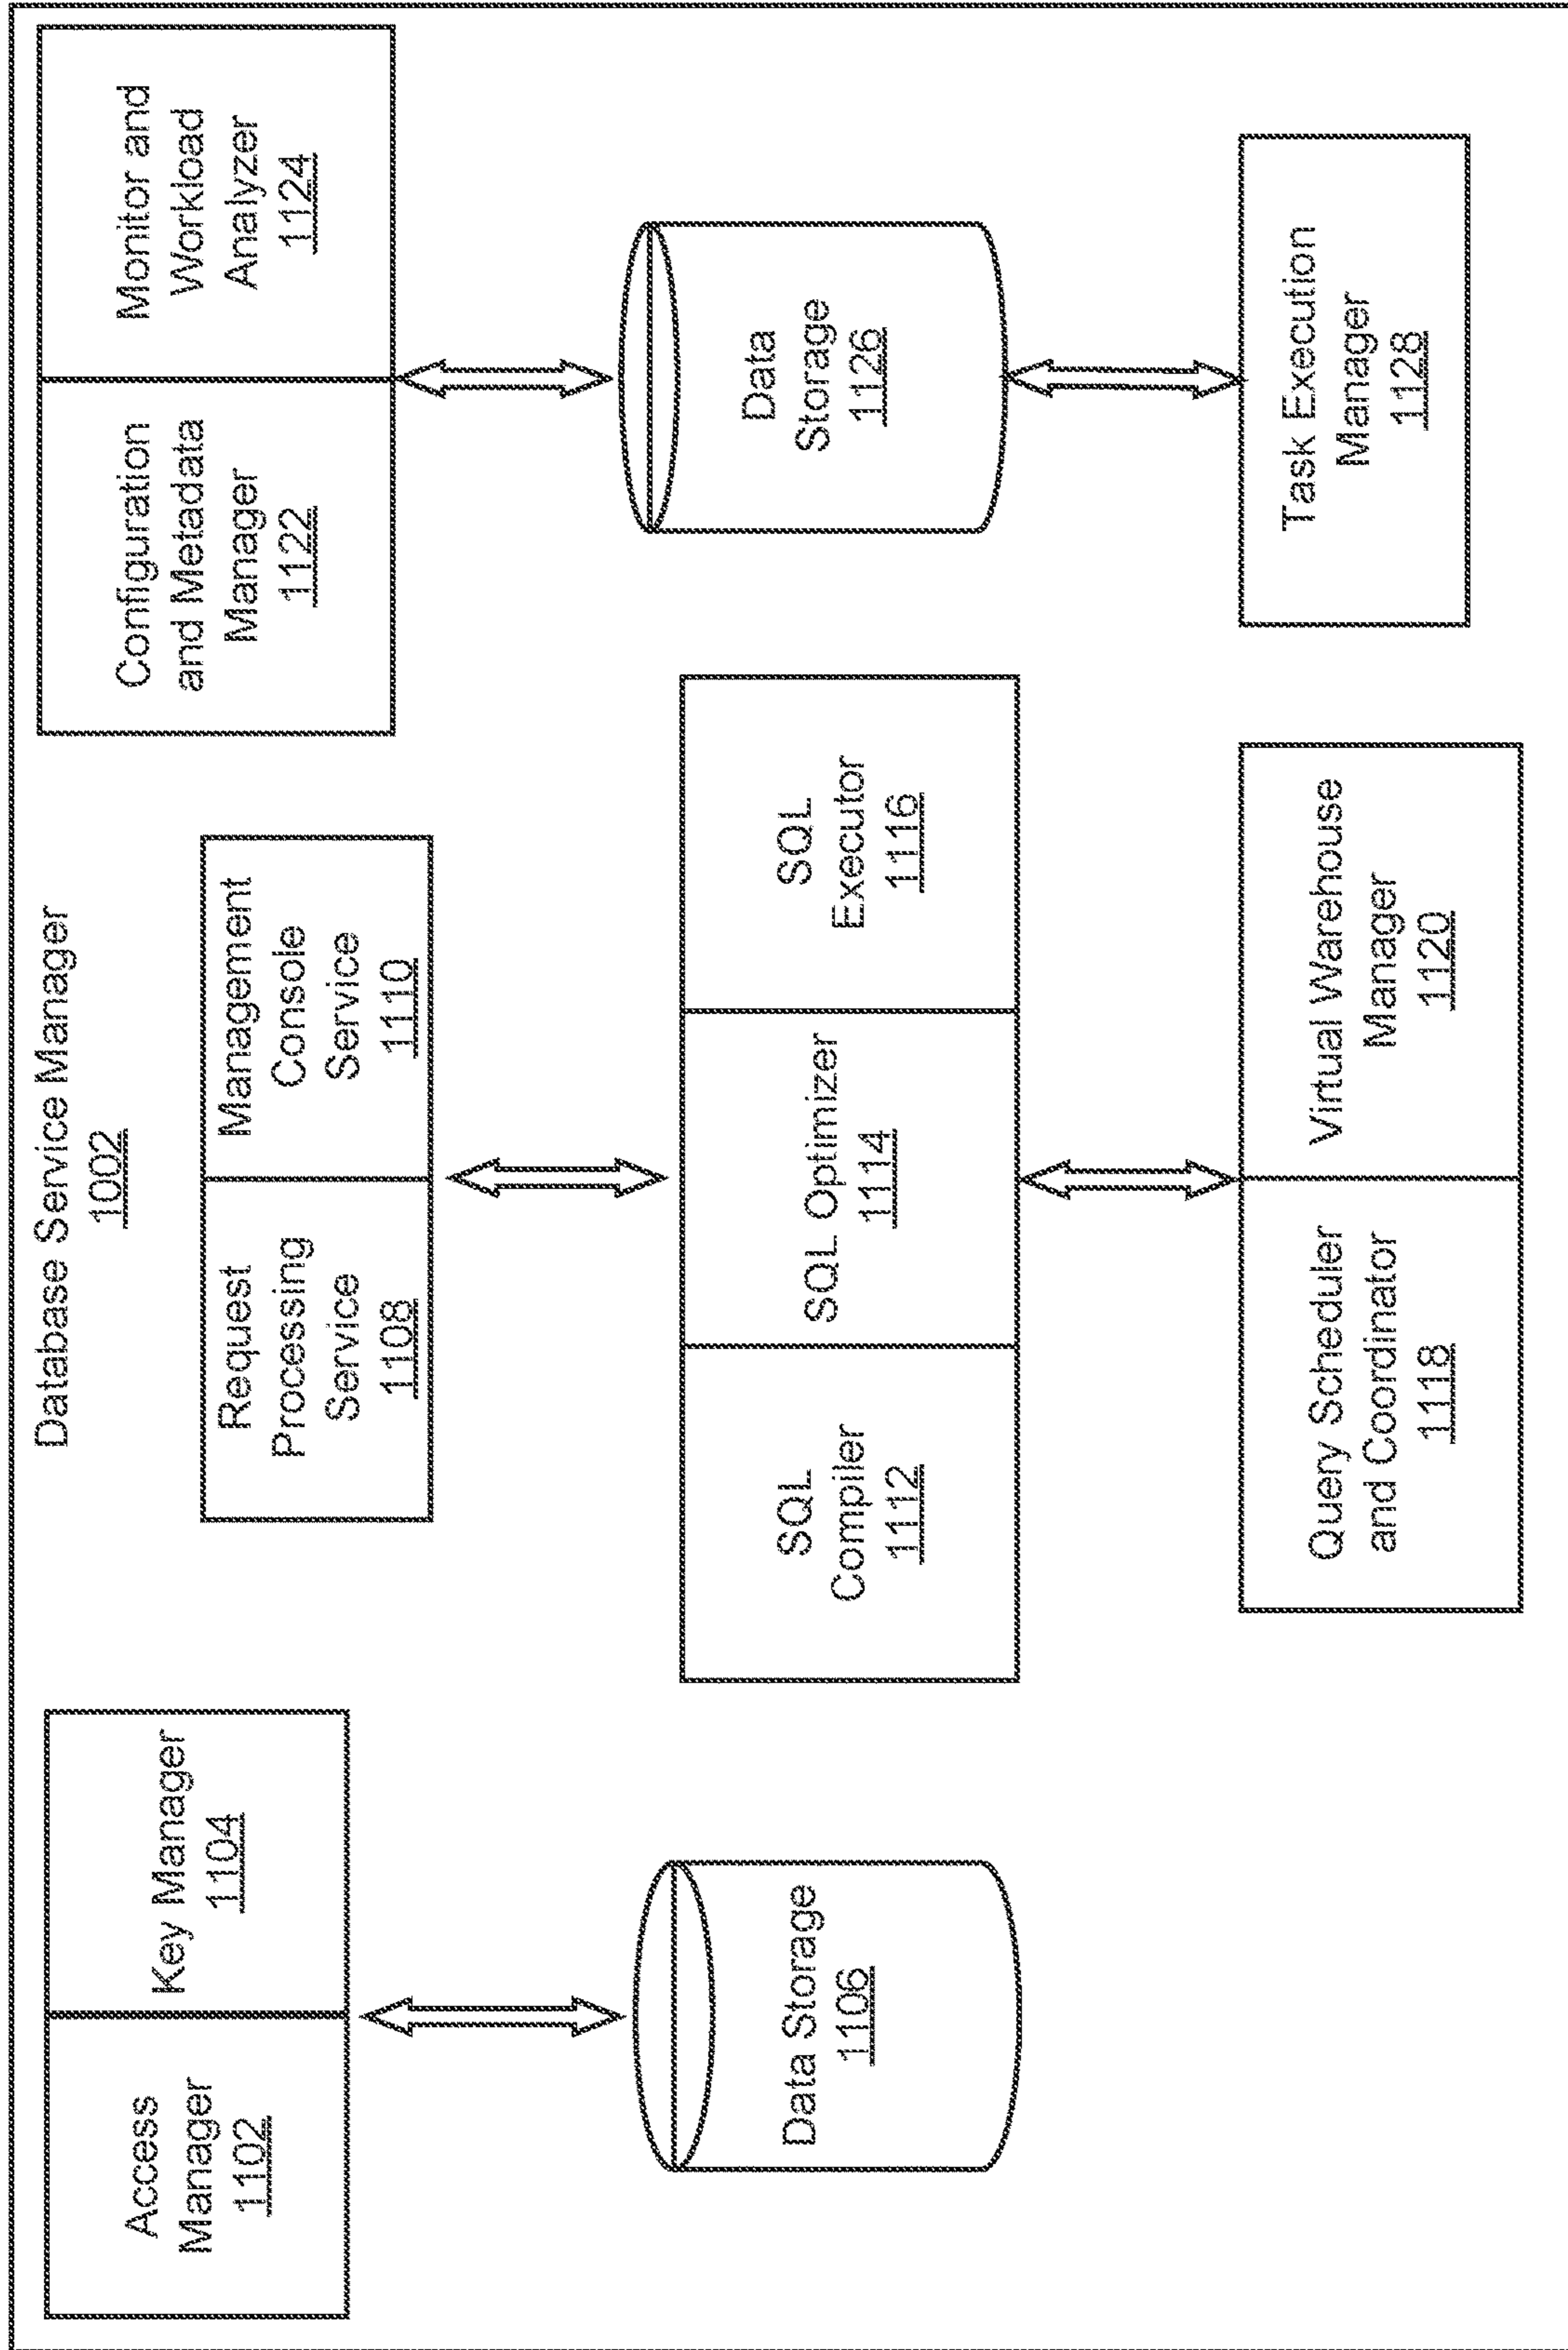 Database Service Manager
1002
Access
Manager
1102
Key Manager
1104
Data Storage
1106
Request
Processing
Service
1108
Management
Console
Service
1110
SQL
Compiler
1112
SQL Optimizer
1114
SQL
Executor
1116
Query Scheduler
and Coordinator
1118
Virtual Warehouse
Manager
1120
Configuration
and Metadata
Manager
1122
Monitor and
Workload
Analyzer
1124
Data
Storage
1126
Task Execution
Manager
1128